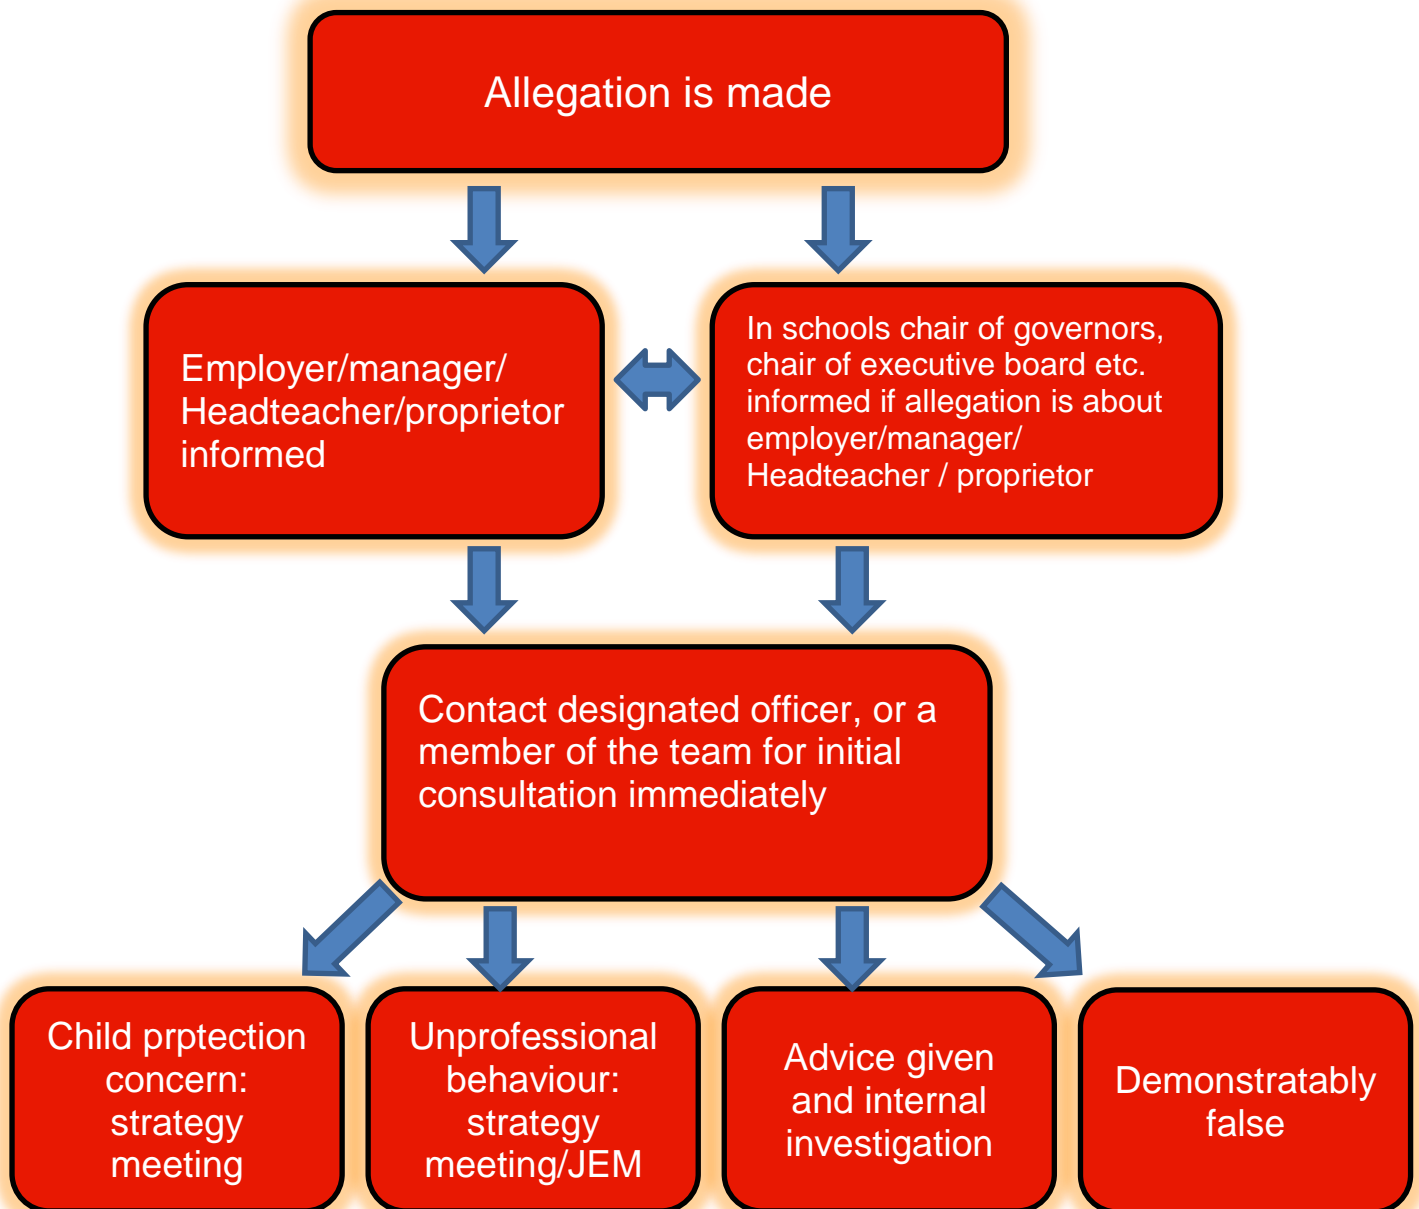 Allegation is made
Employer/manager/
Headteacher/proprietor
informed
In schools chair of governors,
chair of executive board etc.
informed if allegation is about
employer/manager/
Headteacher / proprietor
Contact designated officer, or a
member of the team for initial
consultation immediately
Child prptection
concern:
strategy
meeting
Unprofessional
behaviour:
strategy
meeting/JEM
Advice given
and internal
investigation
Demonstratably
false